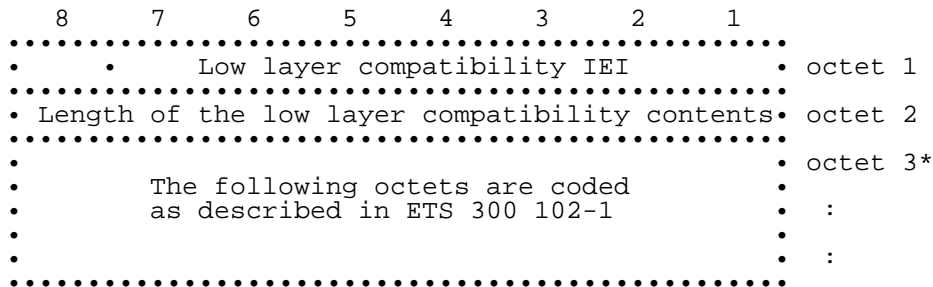 8 7 6 5 4 3 2 1
Low layer compatibility IEI octet 1
Length of the low layer compatibility contents octet 2
octet 3*
The following octets are coded
as described in ETS 300 102-1 :
: